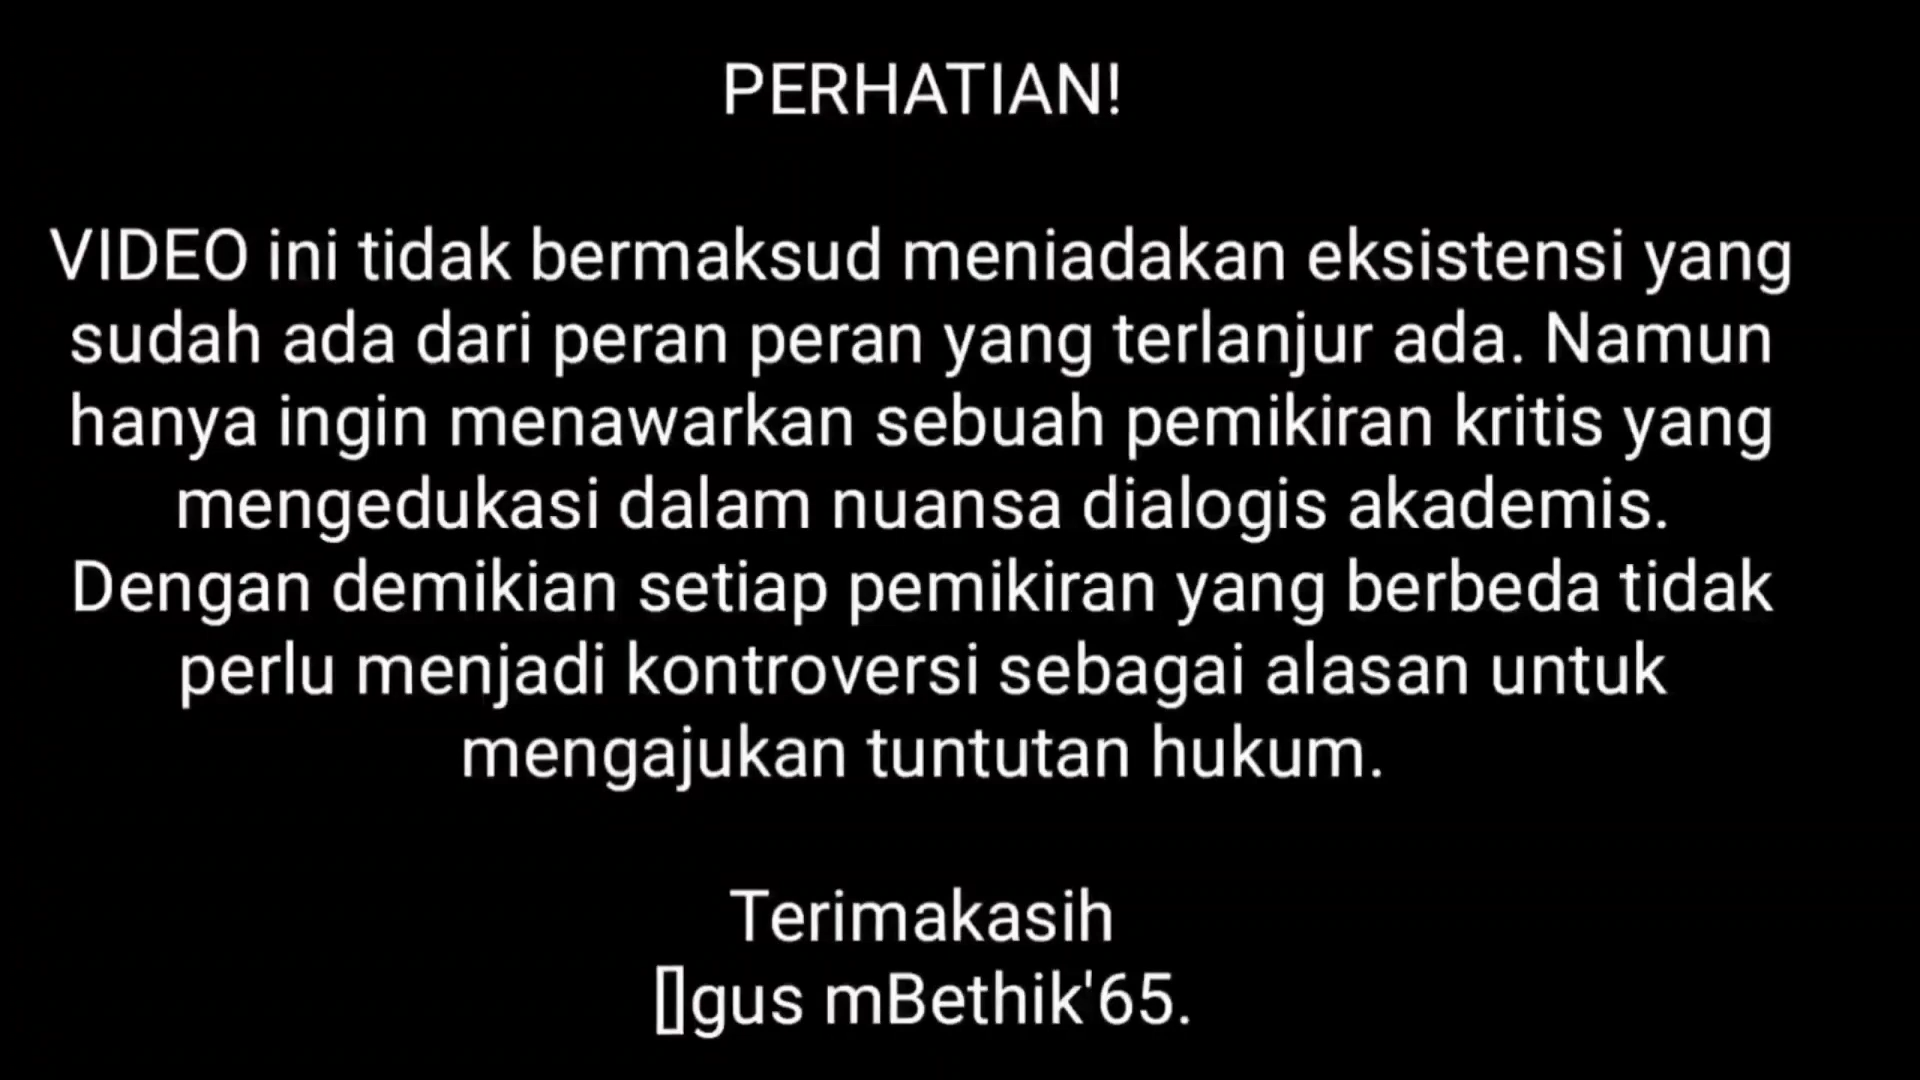 PERHATIAN!
VIDEO ini tidak bermaksud meniadakan eksistensi yang
sudah ada dari peran peran yang terlanjur ada. Namun
hanya ingin menawarkan sebuah pemikiran kritis yang
mengedukasi dalam nuansa dialogis akademis.
Dengan demikian setiap pemikiran yang berbeda tidak
perlu menjadi kontroversi sebagai alasan untuk
mengajukan tuntutan hukum.
Terimakasih
▯gus mBethik'65.